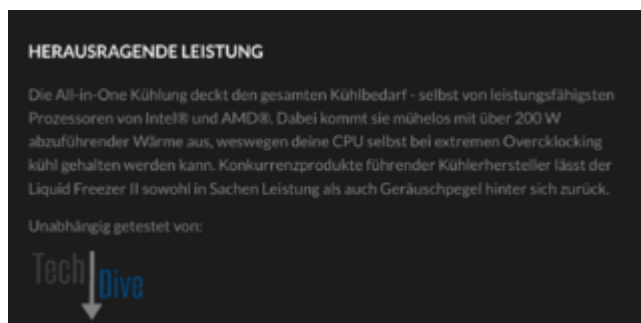 HERAUSRAGENDE LEISTUNG
Die All-in-One Kühlung deckt den gesamten Kühlbedarf - selbst von leistungsfähigsten
Prozessoren von Intel® und AMD®. Dabei kommt sie mühelos mit über 200 W
abzuführender Wärme aus, weswegen deine CPU selbst bei extremen Overcklocking
kühl gehalten werden kann. Konkurrenzprodukte führender Kühlerhersteller lässt der
Liquid Freezer II sowohl in Sachen Leistung als auch Geräuschpegel hinter sich zurück.
Unabhängig getestet von:
Tech
Dive